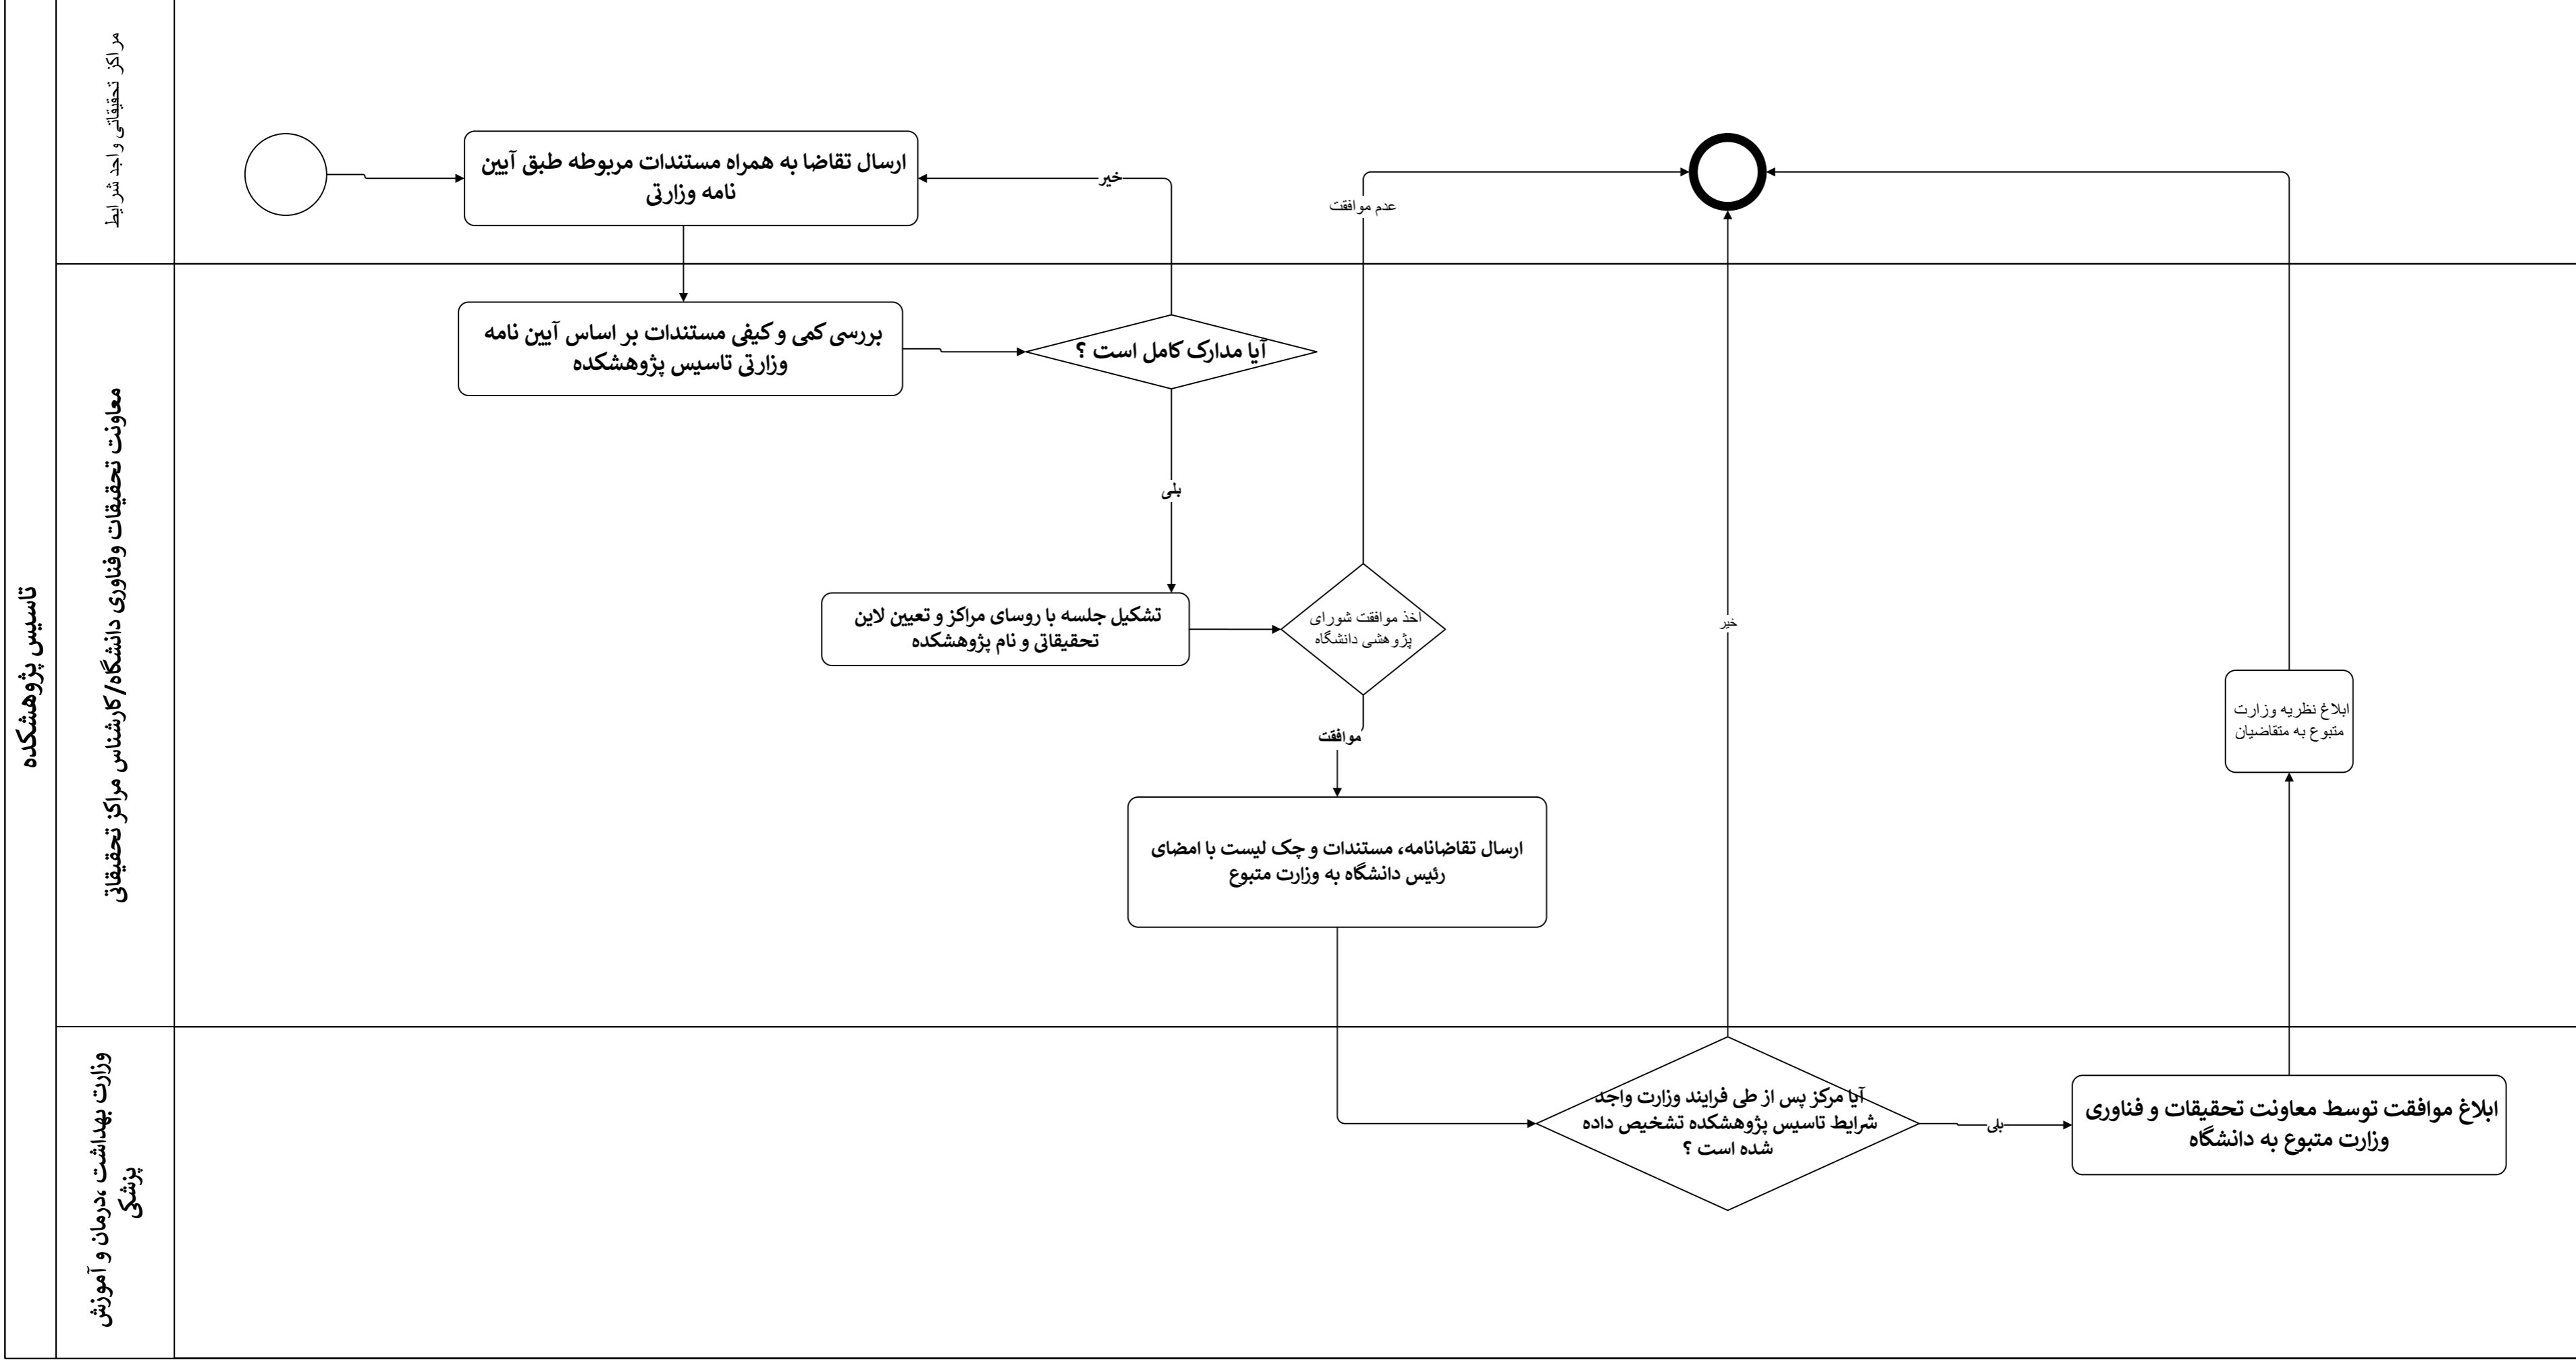 تاسیس پژوهشکده
مراکز تحقیقاتی واجد شرایط
ارسال تقاضا به همراه مستندات مربوطه طبق آیین
نامه وزارتی
خیر
عدم موافقت
معاونت تحقیقات وفناوری دانشگاه/کارشناس مراکز تحقیقاتی
بررسی کمی و کیفی مستندات بر اساس آیین نامه
وزارتی تاسیس پژوهشکده
آیا مدارک کامل است ؟
بلی
تشکیل جلسه با روسای مراکز و تعیین لاین
تحقیقاتی و نام پژوهشکده
اخذ موافقت شورای
پژوهشی دانشگاه
موافقت
ارسال تقاضانامه، مستندات و چک لیست با امضای
رئیس دانشگاه به وزارت متبوع
خیر
ابلاغ نظریه وزارت
متبوع به متقاضیان
وزارت بهداشت ،درمان و آموزش
پزشکی
آیا مرکز پس از طی فرایند وزارت واجد
شرایط تاسیس پژوهشکده تشخیص داده
شده است ؟
بلی
ابلاغ موافقت توسط معاونت تحقیقات و فناوری
وزارت متبوع به دانشگاه